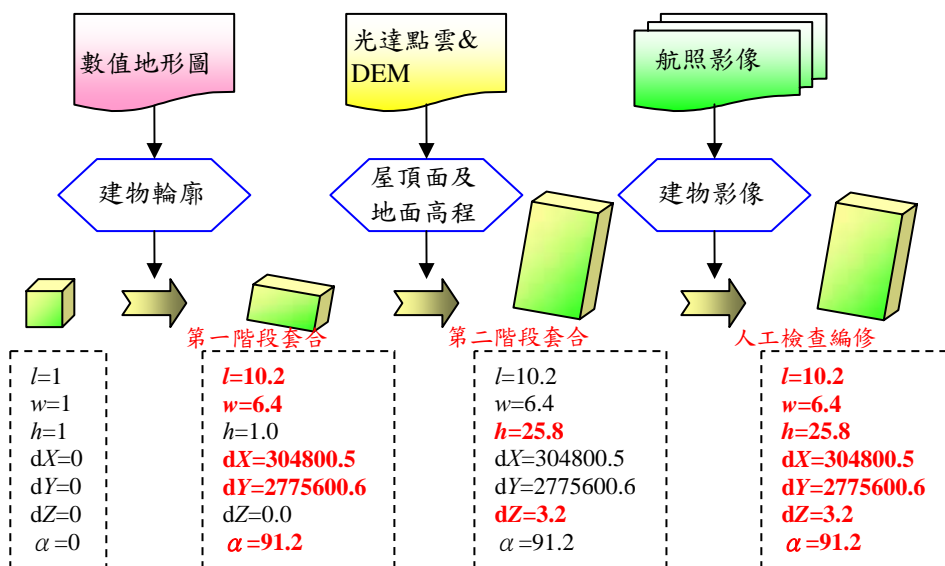 數值地形圖
光達點雲&
DEM
航照影像
建物輪廓
屋頂面及
地面高程
建物影像
第一階段套合
第二階段套合
人工檢查編修
l=1
w=1
h=1
dX=0
dY=0
dZ=0
α=0
l=10.2
w=6.4
h=1.0
dX=304800.5
dY=2775600.6
dZ=0.0
α=91.2
l=10.2
w=6.4
h=25.8
dX=304800.5
dY=2775600.6
dZ=3.2
α=91.2
l=10.2
w=6.4
h=25.8
dX=304800.5
dY=2775600.6
dZ=3.2
α=91.2